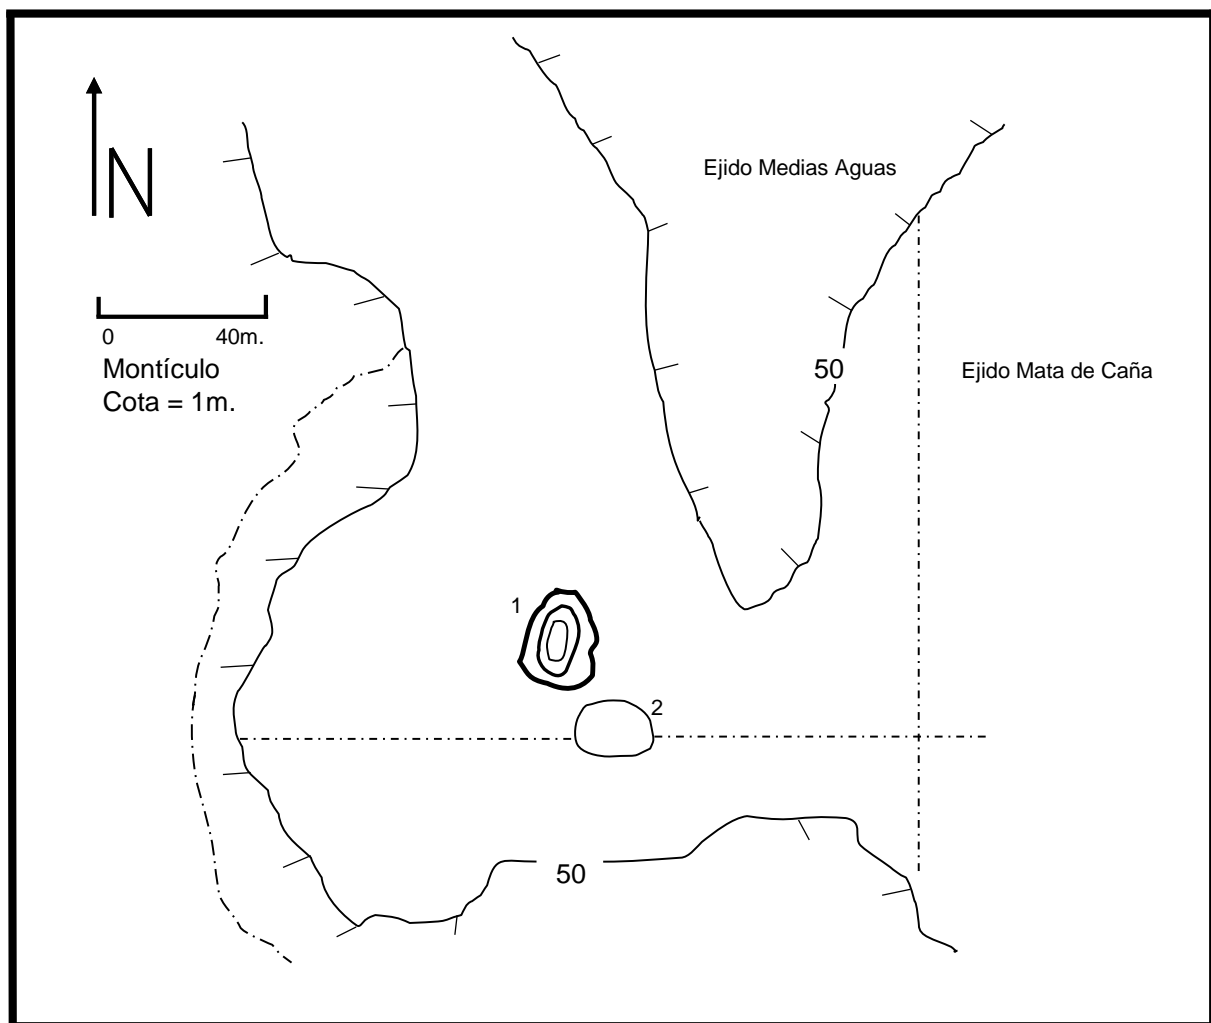 Ejido Medias Aguas
N
0 40m.
Montículo
Cota = 1m.
50
Ejido Mata de Caña
1
2
50